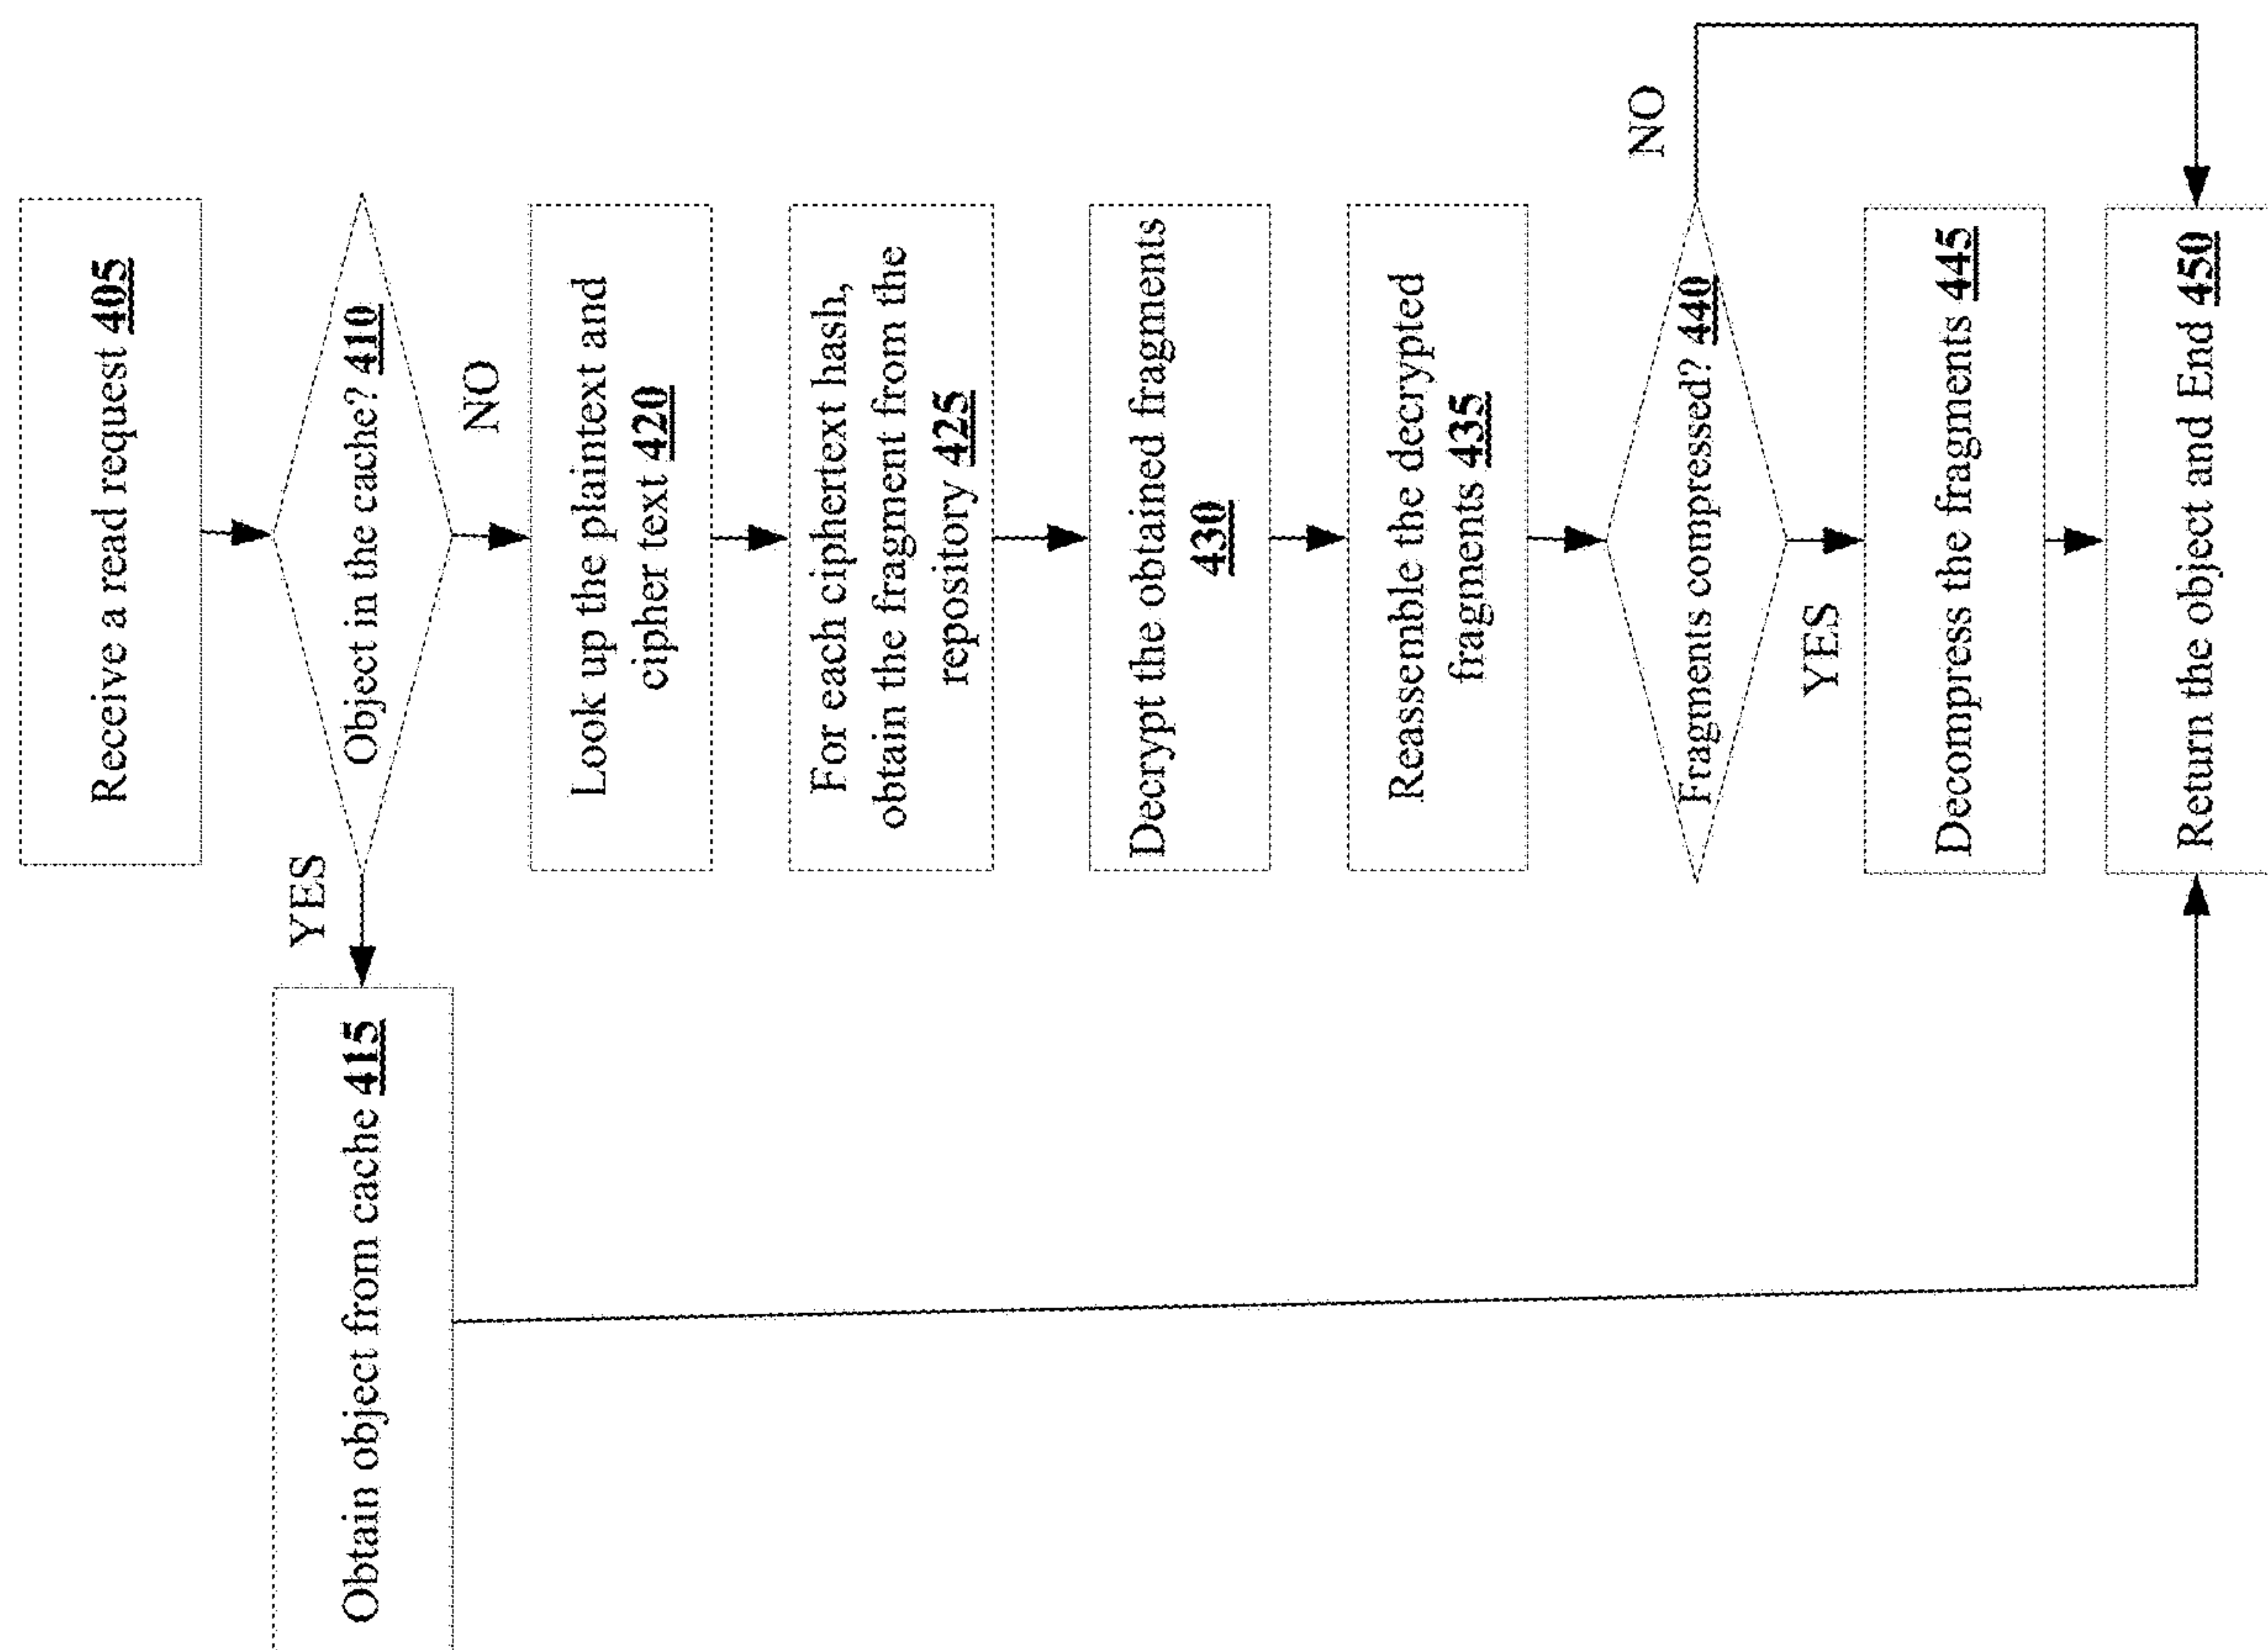 Receive a read request 405
Object in the cache? 410
YES
NO
Obtain object from cache 415
Look up the plaintext and
cipher text 420
For each ciphertext hash,
obtain the fragment from the
repository 425
Decrypt the obtained fragments
430
Reassemble the decrypted
fragments 435
Fragments compressed? 440
NO
YES
Decompress the fragments 445
Return the object and End 450